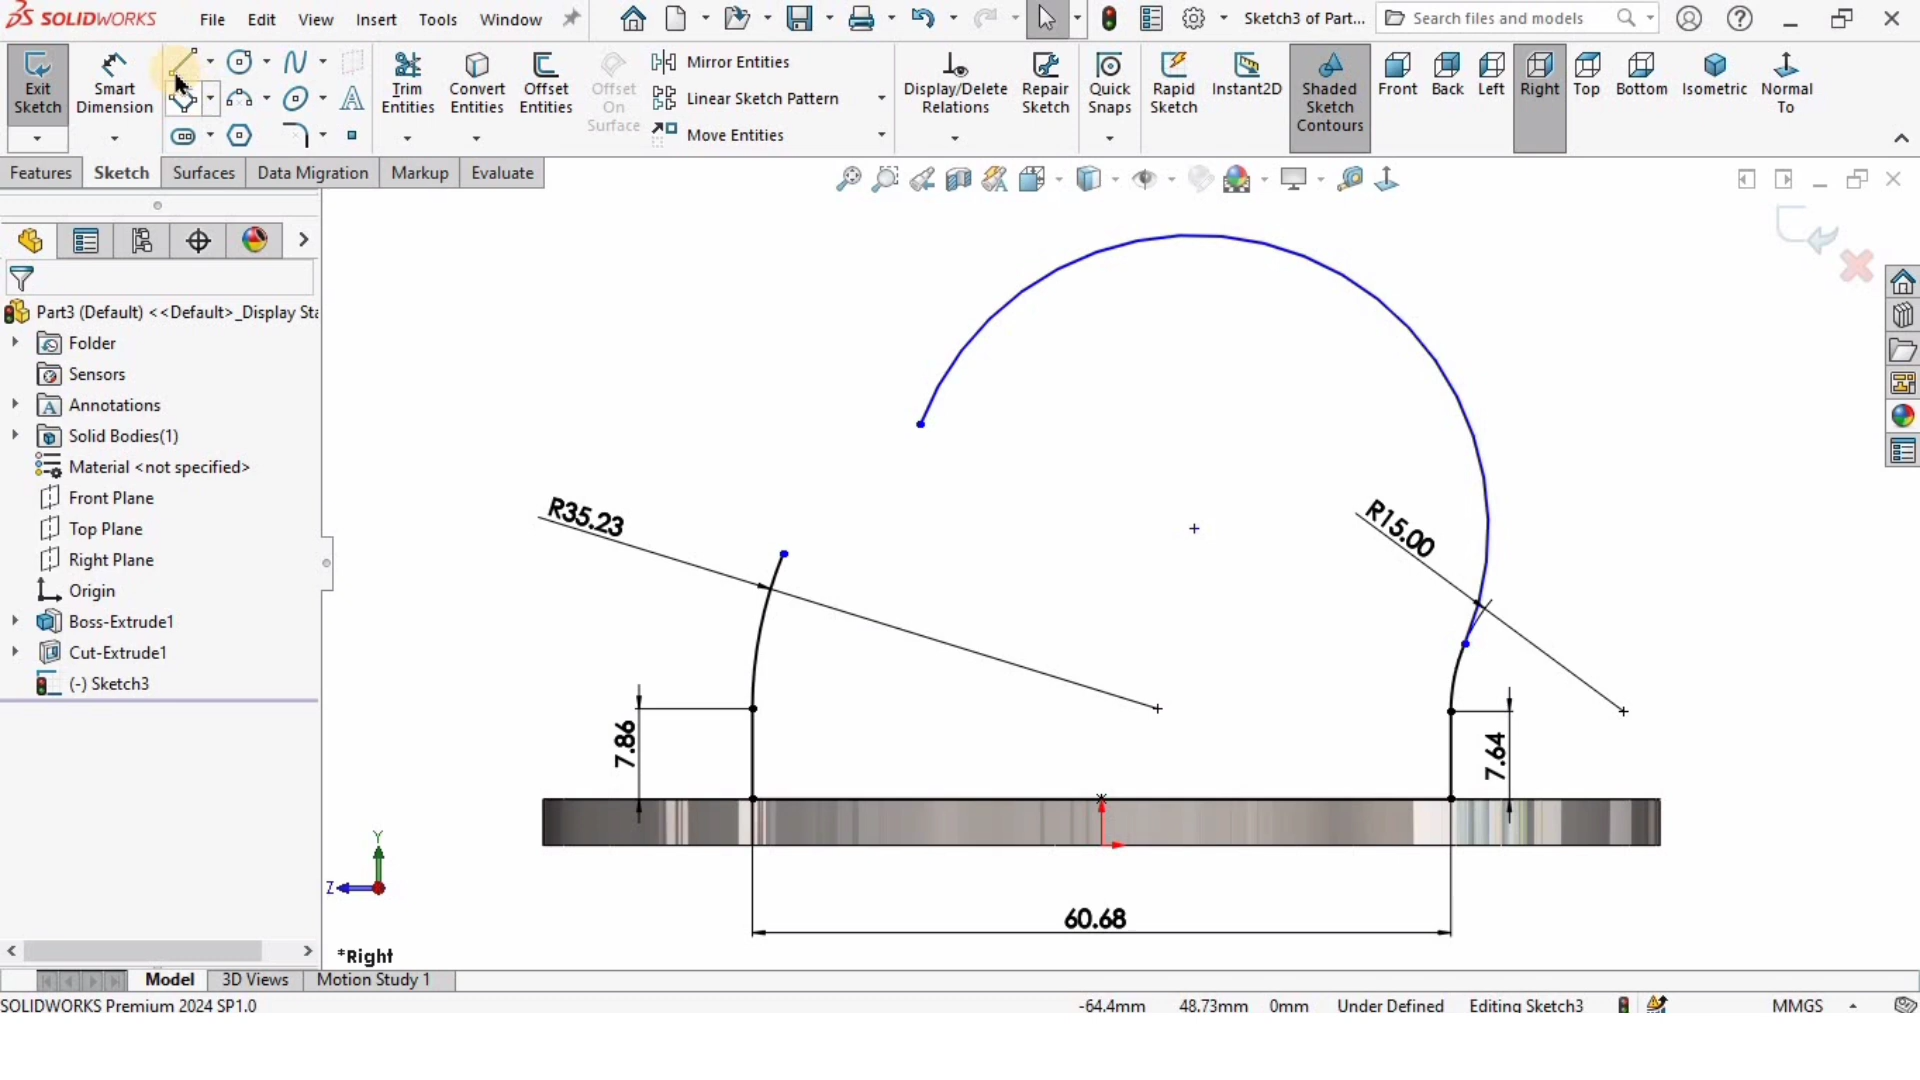 SOLIDWORKS File Edit View Insert Tools Window Sketch3 of Part... Search files and models
Exit Sketch
Smart Dimension
Trim Entities
Convert Entities
Offset Entities
Offset On Surface
Mirror Entities
Linear Sketch Pattern
Move Entities
Display/Delete Relations
Repair Sketch
Quick Snaps
Rapid Sketch
Instant2D
Shaded Sketch Contours
Front
Back
Left
Right
Top
Bottom
Isometric
Normal To
Features Sketch Surfaces Data Migration Markup Evaluate
Part3 (Default) <<Default>_Display Sta
Folder
Sensors
Annotations
Solid Bodies(1)
Material <not specified>
Front Plane
Top Plane
Right Plane
Origin
Boss-Extrude1
Cut-Extrude1
(-) Sketch3
R35.23
R15.00
7.86
7.64
60.68
Y
Z
*Right
Model 3D Views Motion Study 1
SOLIDWORKS Premium 2024 SP1.0 -64.4mm 48.73mm 0mm Under Defined Editing Sketch3 MMGS